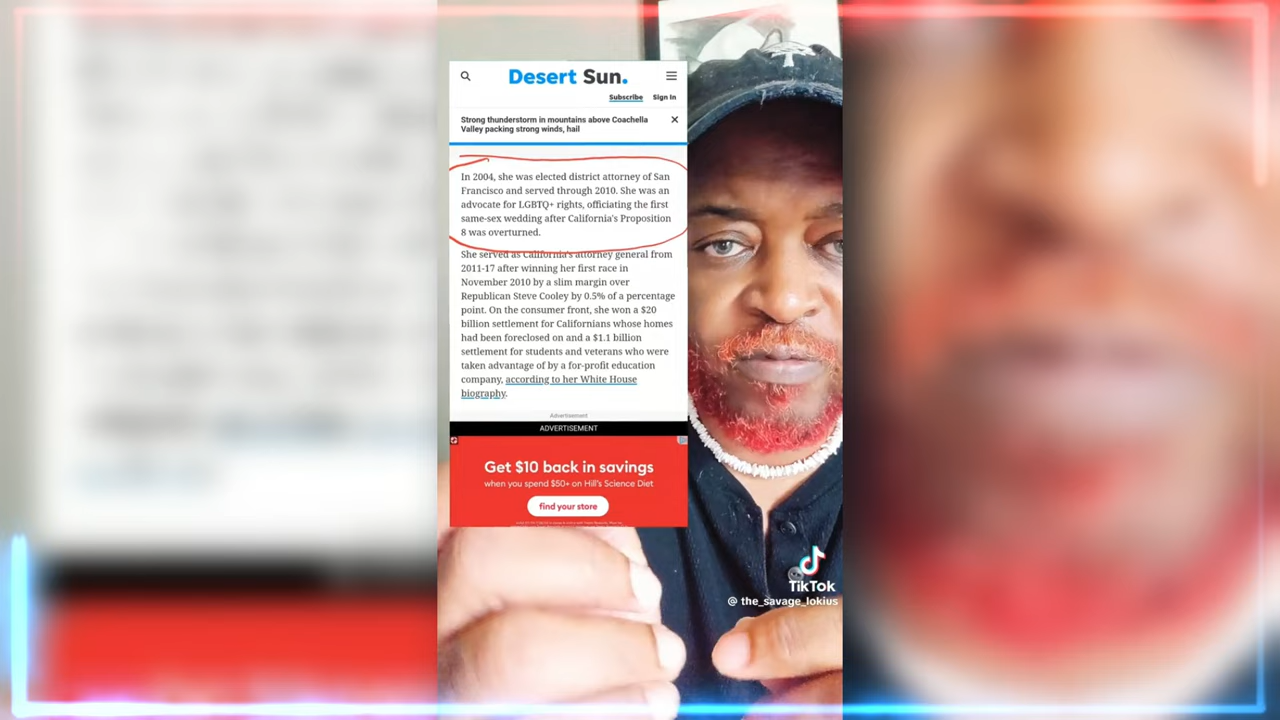 Desert Sun.
Subscribe Sign In
Strong thunderstorm in mountains above Coachella
Valley packing strong winds, hail
In 2004, she was elected district attorney of San
Francisco and served through 2010. She was an
advocate for LGBTQ+ rights, officiating the first
same-sex wedding after California's Proposition
8 was overturned.
She served as California's attorney general from
2011-17 after winning her first race in
November 2010 by a slim margin over
Republican Steve Cooley by 0.5% of a percentage
point. On the consumer front, she won a $20
billion settlement for Californians whose homes
had been foreclosed on and a $1.1 billion
settlement for students and veterans who were
taken advantage of by a for-profit education
company, according to her White House
biography.
Advertisement
ADVERTISEMENT
Get $10 back in savings
when you spend $50+ on Hill's Science Diet
find your store
TikTok
@ the_savage_lokius